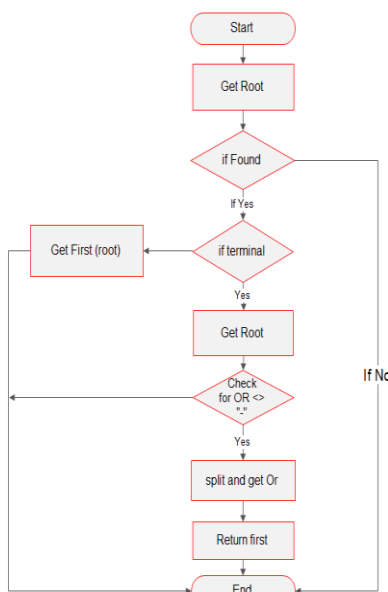 Start
Get Root
if Found
If Yes
Get First (root)
if terminal
Yes
Get Root
If No
Check
for OR <>
"-"
Yes
split and get Or
Return first
End